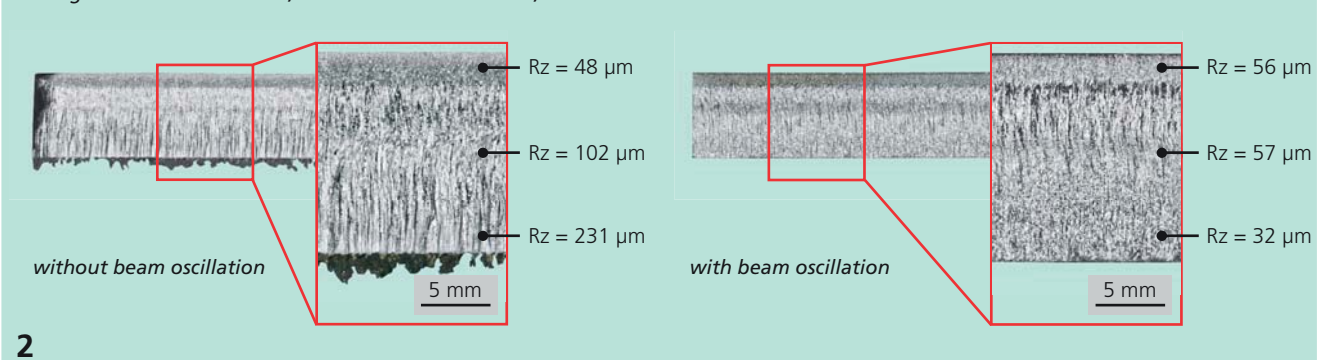 Rz = 48 µm
Rz = 102 µm
Rz = 231 µm
without beam oscillation
5 mm
Rz = 56 µm
Rz = 57 µm
Rz = 32 µm
with beam oscillation
5 mm
2